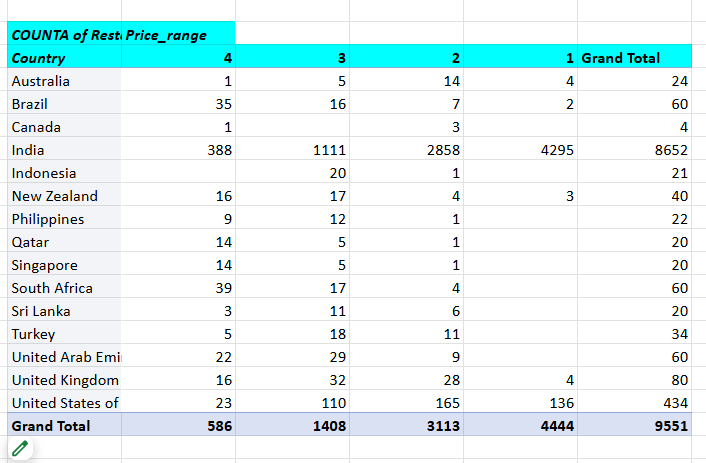 COUNTA of Rest Price_range
Country 4 3 2 1 Grand Total
Australia 1 5 14 4 24
Brazil 35 16 7 2 60
Canada 1 3 4
India 388 1111 2858 4295 8652
Indonesia 20 1 21
New Zealand 16 17 4 3 40
Philippines 9 12 1 22
Qatar 14 5 1 20
Singapore 14 5 1 20
South Africa 39 17 4 60
Sri Lanka 3 11 6 20
Turkey 5 18 11 34
United Arab Emi 22 29 9 60
United Kingdom 16 32 28 4 80
United States of 23 110 165 136 434
Grand Total 586 1408 3113 4444 9551